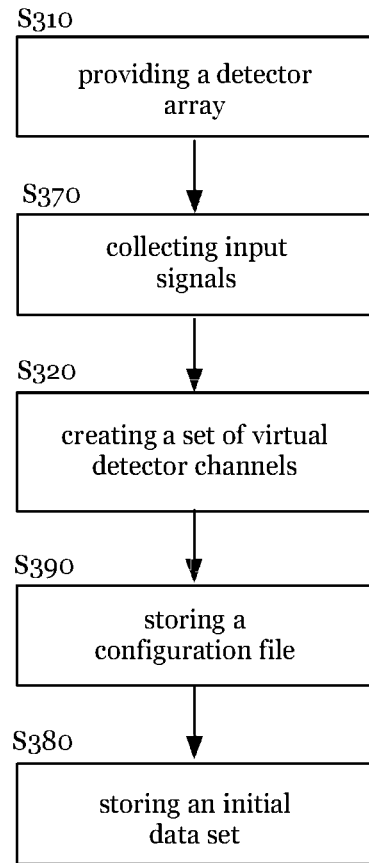 S310
providing a detector
array
S370
collecting input
signals
S320
creating a set of virtual
detector channels
S390
storing a
configuration file
S380
storing an initial
data set